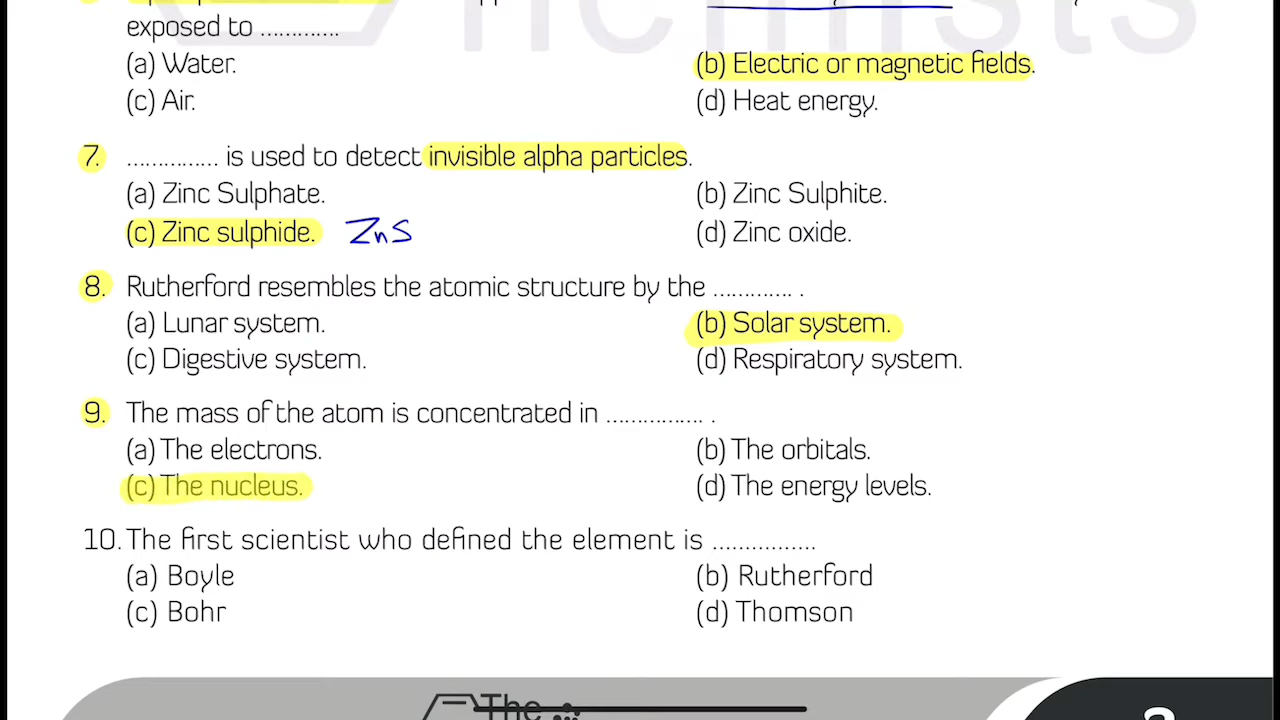 exposed to .............
(a) Water.
(b) Electric or magnetic fields.
(c) Air.
(d) Heat energy.
7. ............... is used to detect invisible alpha particles.
(a) Zinc Sulphate.
(b) Zinc Sulphite.
(c) Zinc sulphide. ZnS
(d) Zinc oxide.
8. Rutherford resembles the atomic structure by the ............. .
(a) Lunar system.
(b) Solar system.
(c) Digestive system.
(d) Respiratory system.
9. The mass of the atom is concentrated in ................ .
(a) The electrons.
(b) The orbitals.
(c) The nucleus.
(d) The energy levels.
10. The first scientist who defined the element is ................
(a) Boyle
(b) Rutherford
(c) Bohr
(d) Thomson
The